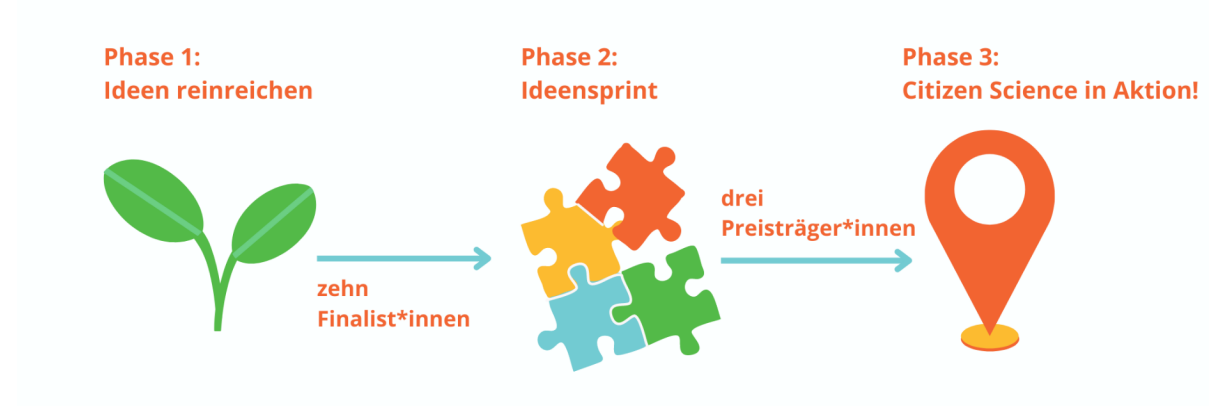 Phase 1:
Ideen reinreichen
Phase 2:
Ideensprint
Phase 3:
Citizen Science in Aktion!
zehn
Finalist*innen
drei
Preisträger*innen